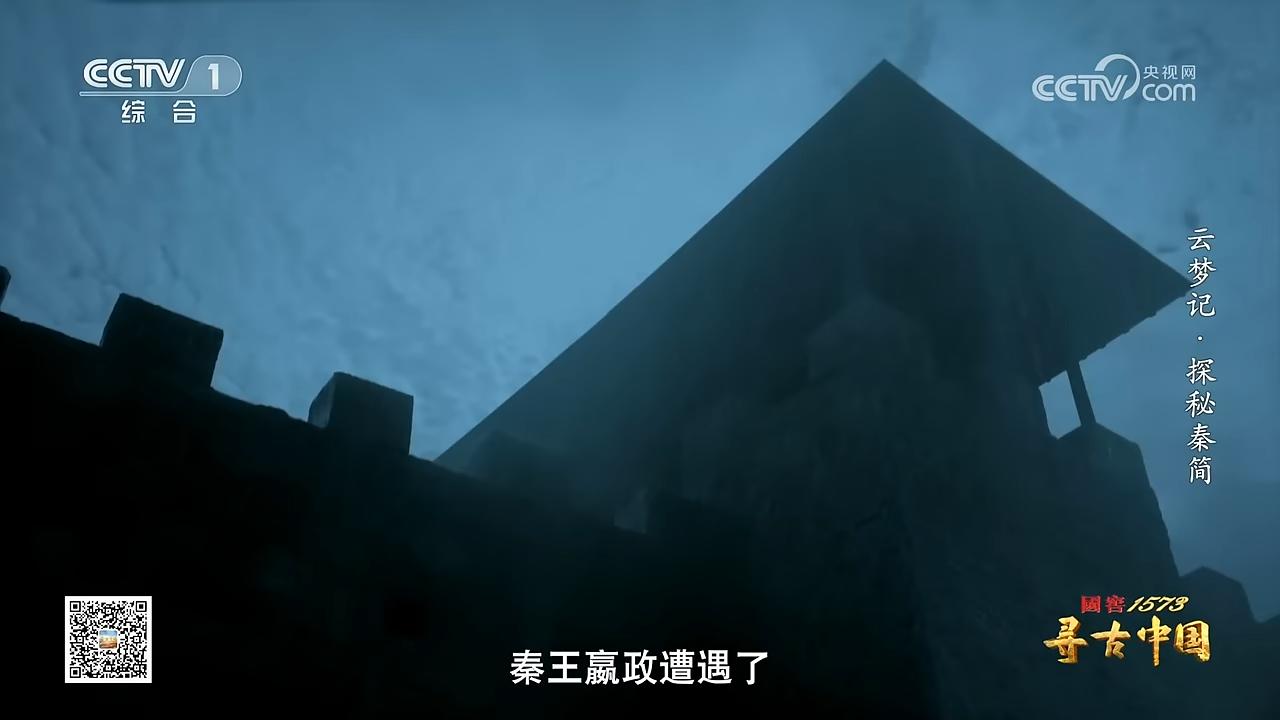 CCTV 1
综合
CCTV 央视网
com
云梦记·探秘秦简
國窖1573
寻古中国
秦王嬴政遭遇了